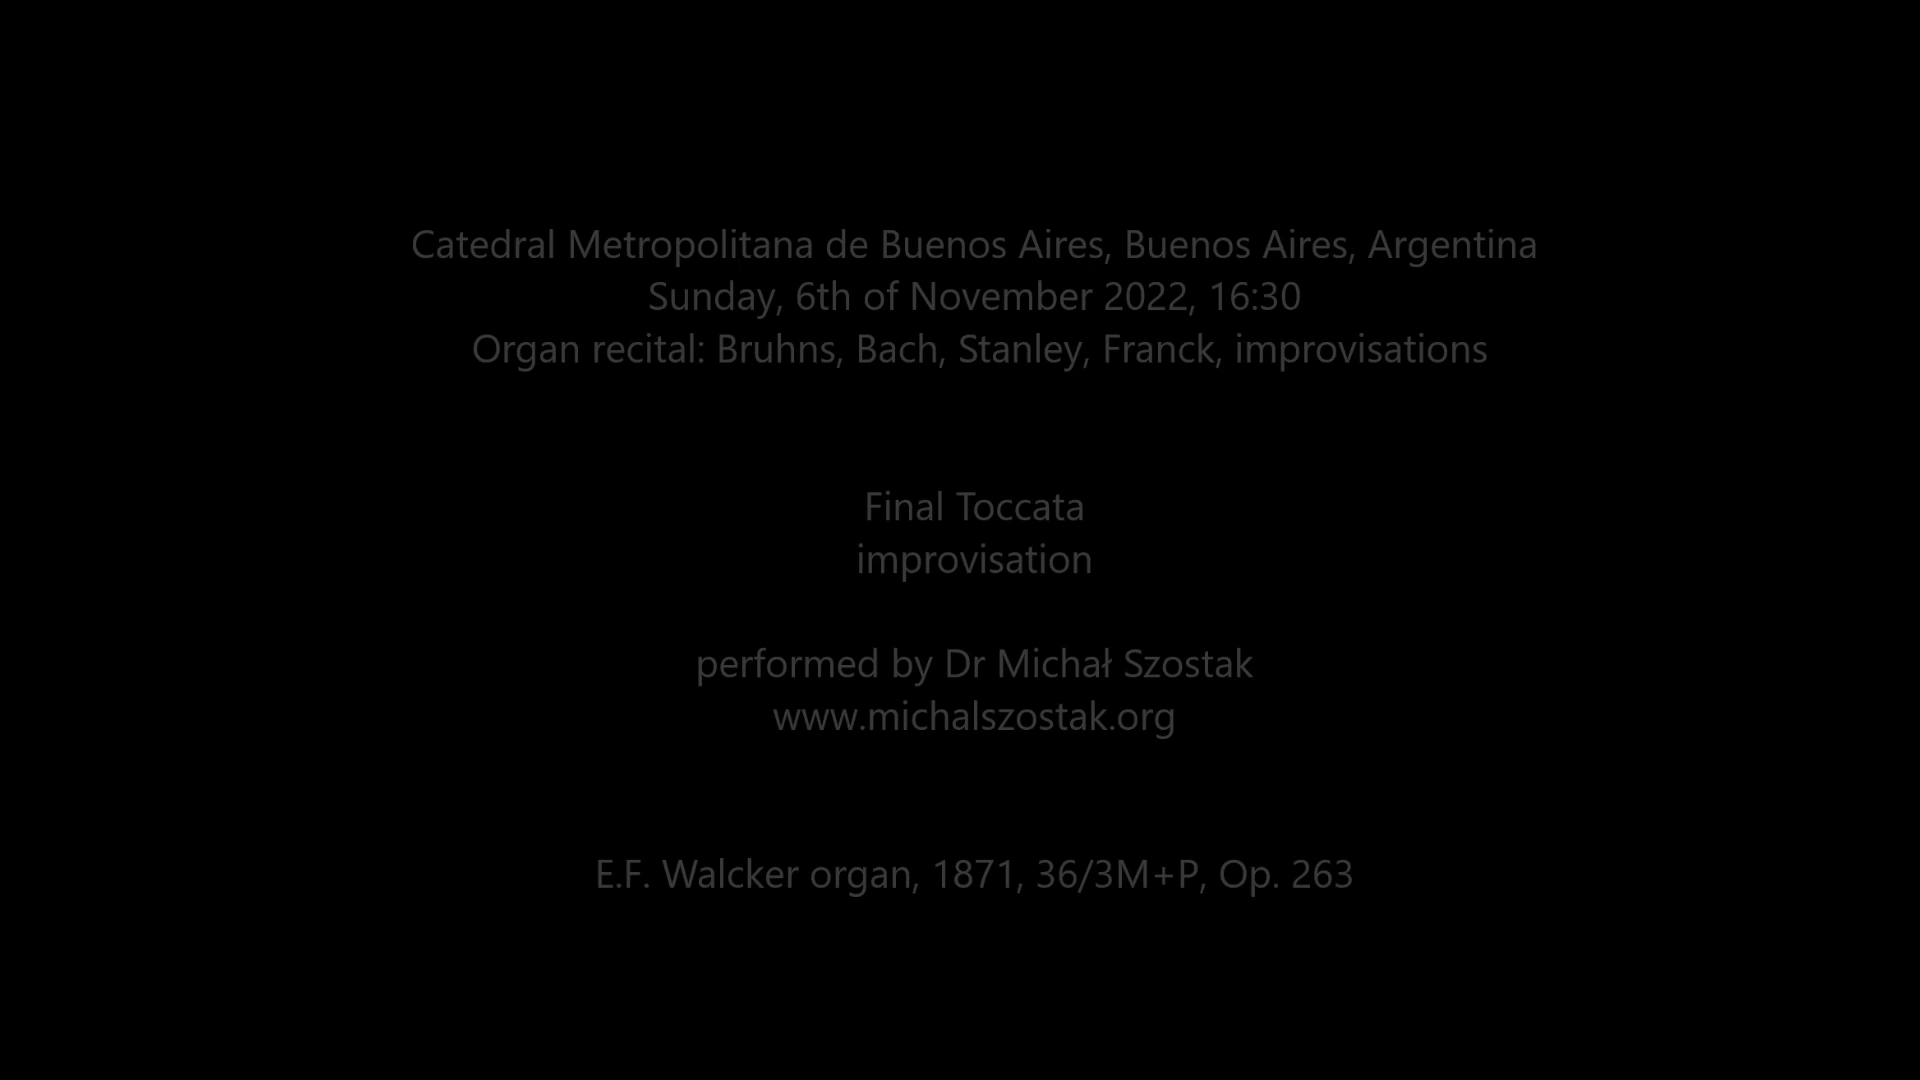 Catedral Metropolitana de Buenos Aires, Buenos Aires, Argentina
Sunday, 6th of November 2022, 16:30
Organ recital: Bruhns, Bach, Stanley, Franck, improvisations
Final Toccata
improvisation
performed by Dr Michał Szostak
www.michalszostak.org
E.F. Walcker organ, 1871, 36/3M+P, Op. 263